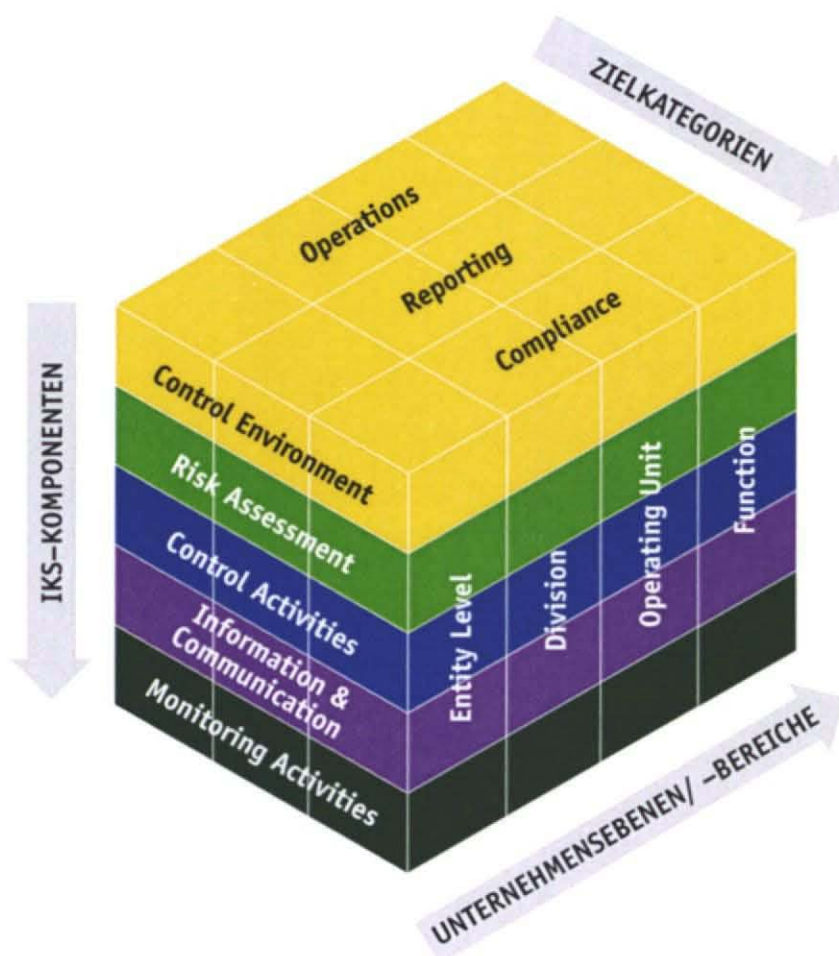 ZIELKATEGORIEN
Operations
Reporting
Compliance
IKS–KOMPONENTEN
Control Environment
Risk Assessment
Control Activities
Information &
Communication
Monitoring Activities
Entity Level
Division
Operating Unit
Function
UNTERNEHMENSEBENEN/ –BEREICHE